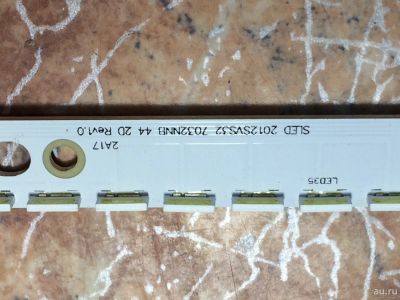 SLED 2012SVS32 7032NNB 44 2D Rev1.0
2A17
LED35
au.ru